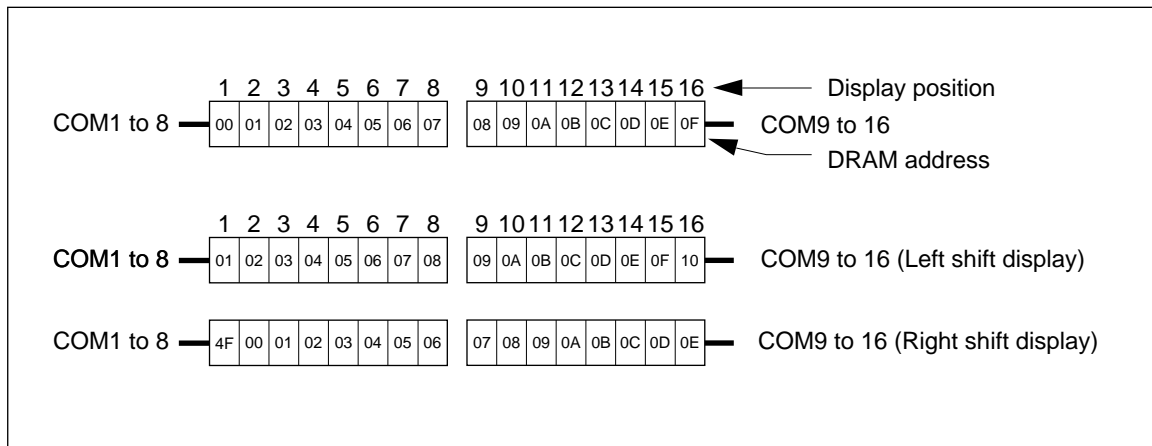 1 2 3 4 5 6 7 8 9 10 11 12 13 14 15 16 Display position
COM1 to 8 00 01 02 03 04 05 06 07 08 09 0A 0B 0C 0D 0E 0F COM9 to 16
DRAM address
1 2 3 4 5 6 7 8 9 10 11 12 13 14 15 16
COM1 to 8 01 02 03 04 05 06 07 08 09 0A 0B 0C 0D 0E 0F 10 COM9 to 16 (Left shift display)
COM1 to 8 4F 00 01 02 03 04 05 06 07 08 09 0A 0B 0C 0D 0E COM9 to 16 (Right shift display)